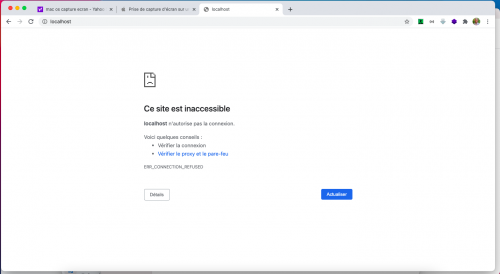 mac os capture ecran - Yahoo
Prise de capture d'écran sur u
localhost
localhost
Ce site est inaccessible
localhost n'autorise pas la connexion.
Voici quelques conseils :
Vérifier la connexion
Vérifier le proxy et le pare-feu
ERR_CONNECTION_REFUSED
Détails
Actualiser